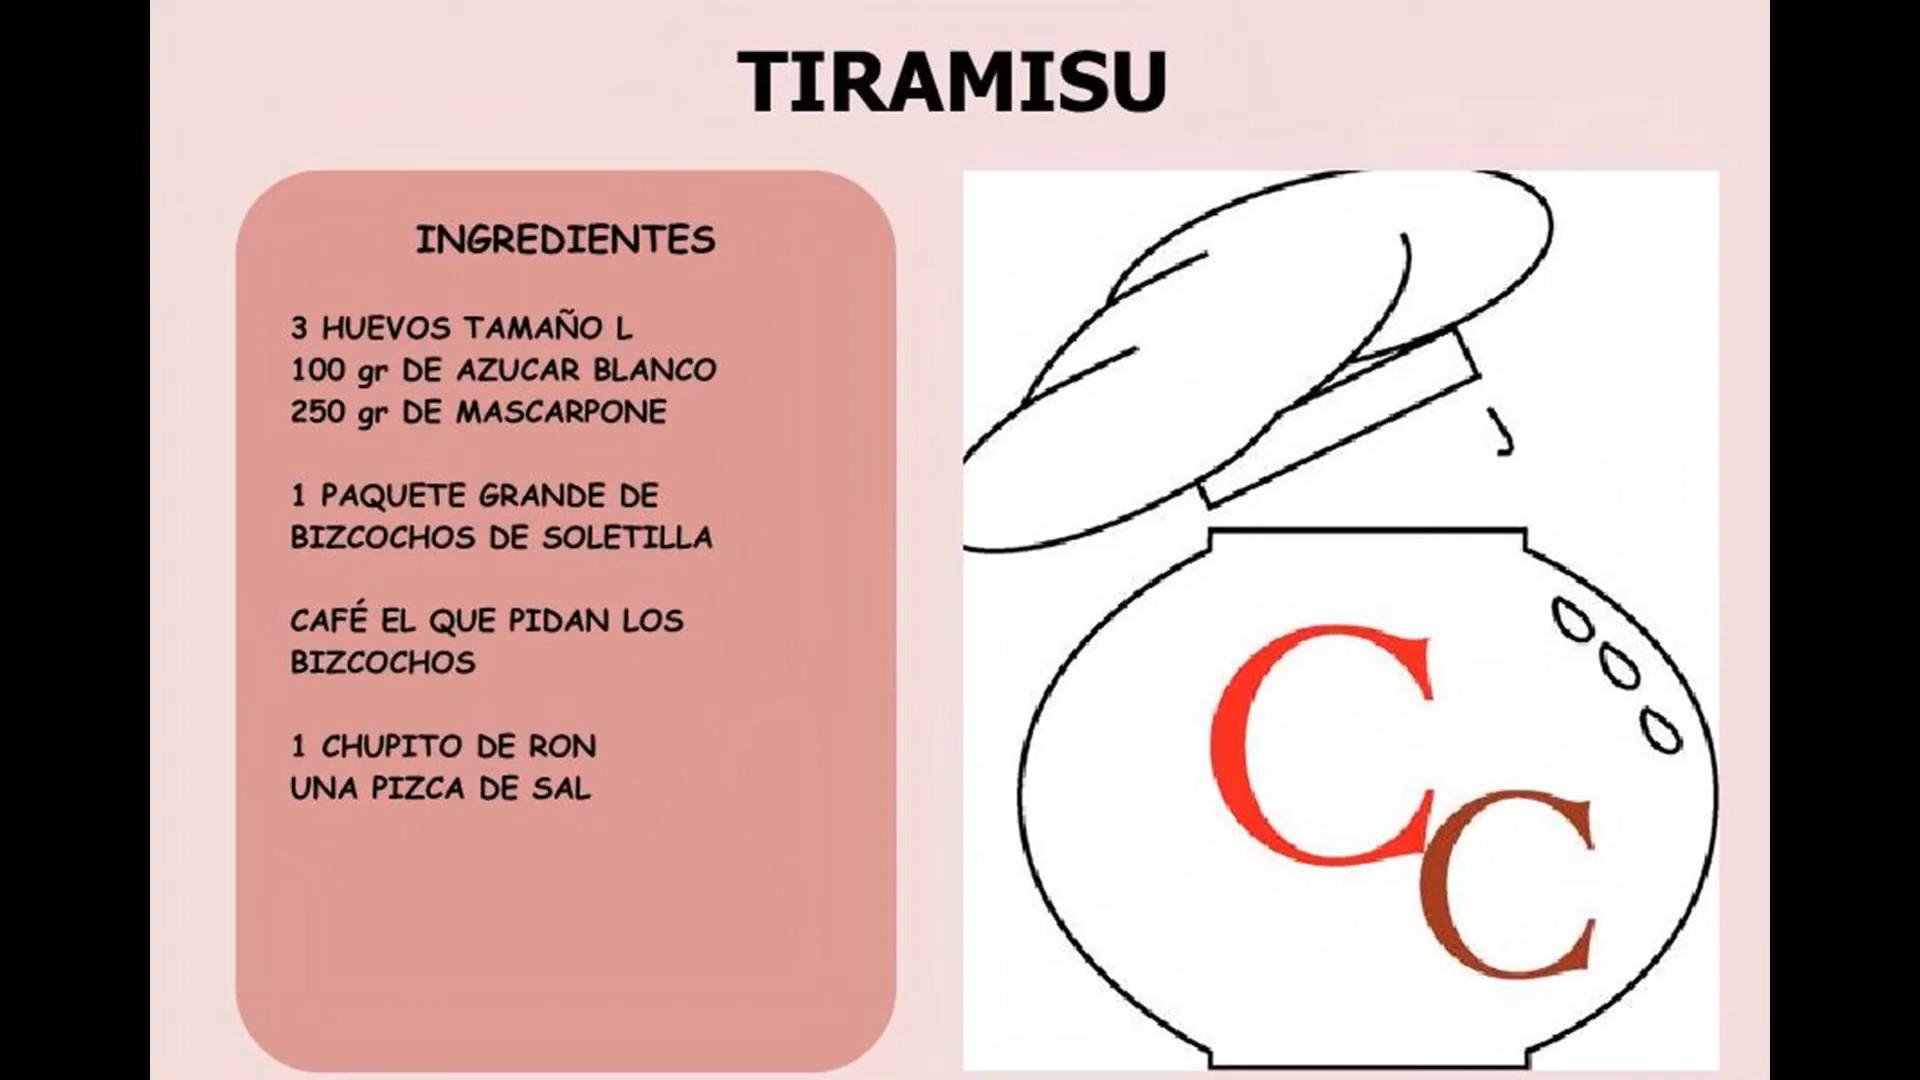 TIRAMISU
INGREDIENTES
3 HUEVOS TAMAÑO L
100 gr DE AZUCAR BLANCO
250 gr DE MASCARPONE
1 PAQUETE GRANDE DE
BIZCOCHOS DE SOLETILLA
CAFÉ EL QUE PIDAN LOS
BIZCOCHOS
1 CHUPITO DE RON
UNA PIZCA DE SAL
C
C